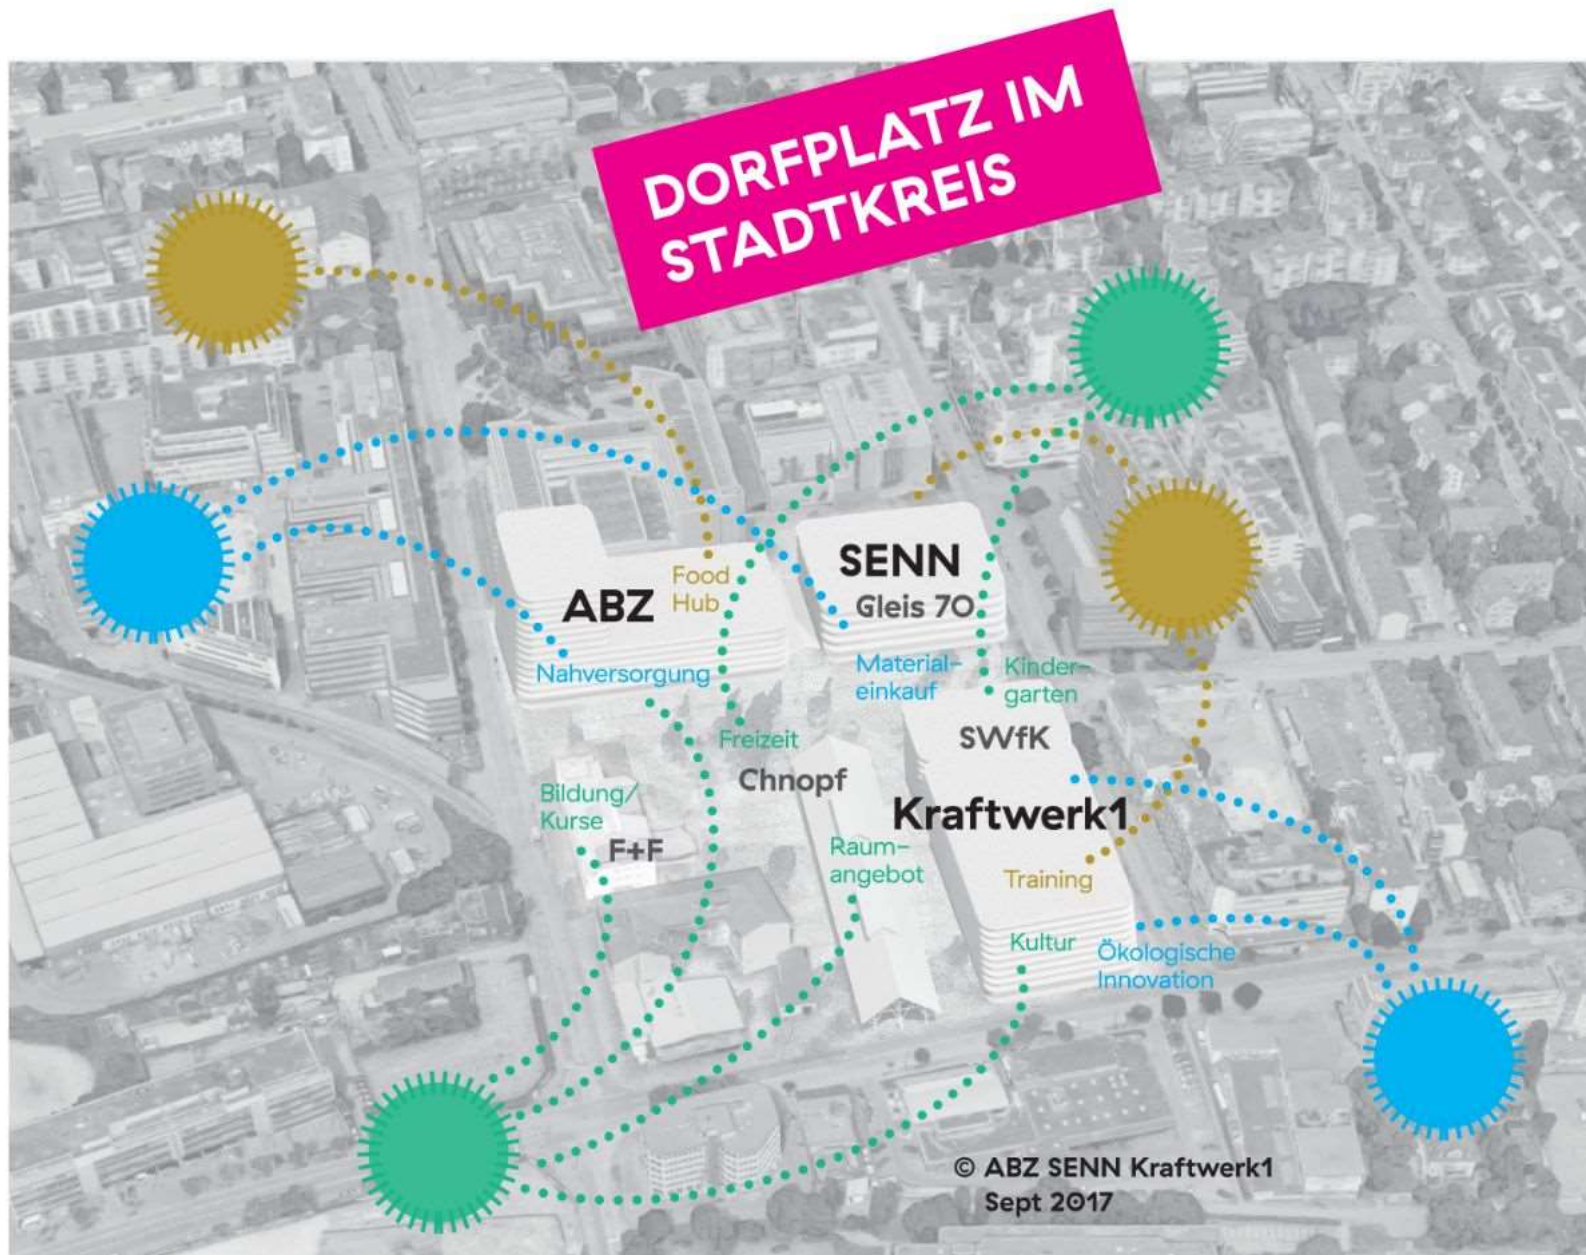 DORFPLATZ IM
STADTKREIS
SENN
Gleis 70
ABZ
Food
Hub
Nahversorgung
Material-
einkauf
Kinder-
garten
SWfK
Freizeit
Chnopf
Bildung/
Kurse
F+F
Kraftwerk1
Raum-
angebot
Training
Kultur
Ökologische
Innovation
© ABZ SENN Kraftwerk1
Sept 2017